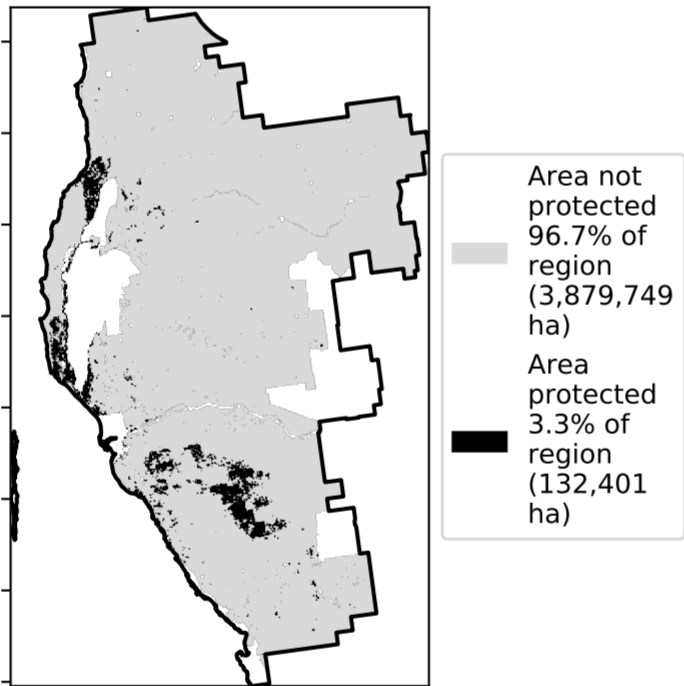 Area not
protected
96.7% of
region
(3,879,749
ha)
Area
protected
3.3% of
region
(132,401
ha)